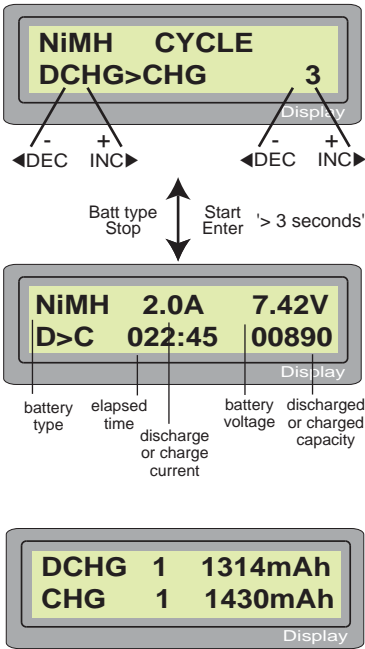 NiMH CYCLE
DCHG>CHG 3
Display
- + - +
◀DEC INC▶ ◀DEC INC▶
Batt type Start '> 3 seconds'
Stop Enter
NiMH 2.0A 7.42V
D>C 022:45 00890
Display
battery type
elapsed time
discharge or charge current
battery voltage
discharged or charged capacity
DCHG 1 1314mAh
CHG 1 1430mAh
Display